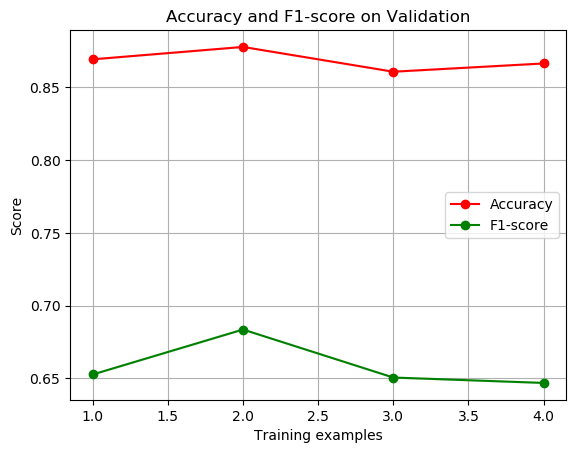 Accuracy and F1-score on Validation
Score
0.85
0.80
0.75
0.70
0.65
Accuracy
F1-score
1.0 1.5 2.0 2.5 3.0 3.5 4.0
Training examples